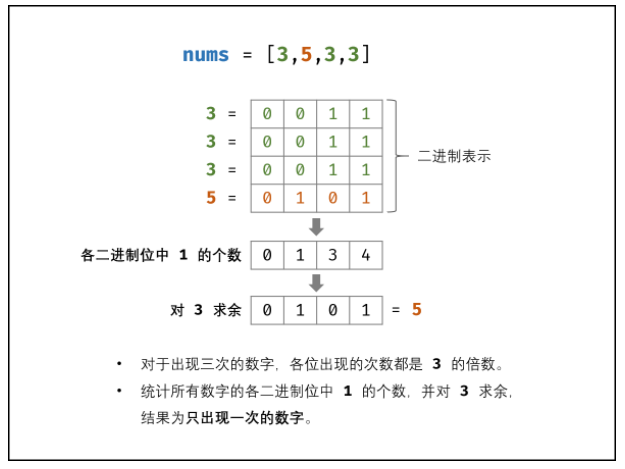 nums = [3,5,3,3]
3 = 0 0 1 1
3 = 0 0 1 1
3 = 0 0 1 1
二进制表示
5 = 0 1 0 1
各二进制位中 1 的个数 0 1 3 4
对 3 求余 0 1 0 1 = 5
• 对于出现三次的数字，各位出现的次数都是 3 的倍数。
• 统计所有数字的各二进制位中 1 的个数，并对 3 求余，
结果为只出现一次的数字。